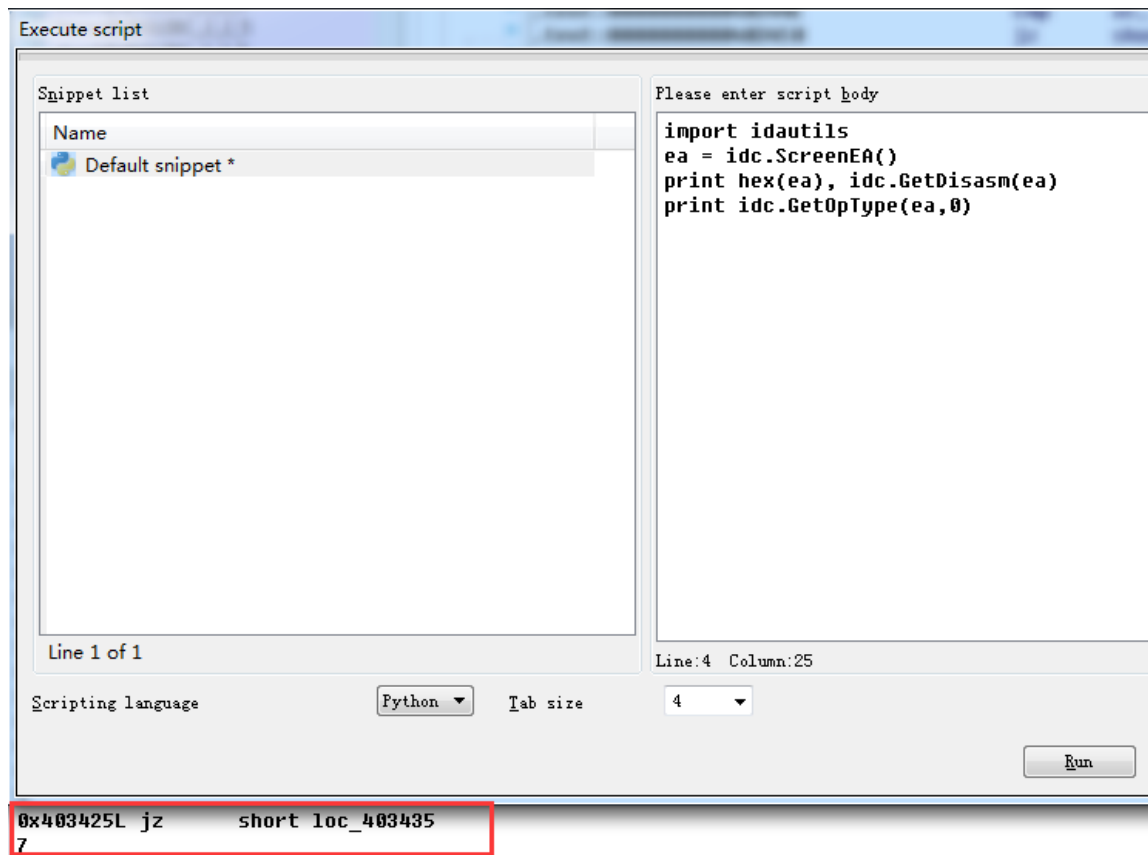 Execute script
Snippet list
Please enter script body
Name
Default snippet *
import idautils
ea = idc.ScreenEA()
print hex(ea), idc.GetDisasm(ea)
print idc.GetOpType(ea,0)
Line 1 of 1
Line:4 Column:25
Scripting language
Python
Tab size
4
Run
0x403425L jz short loc_403435
7